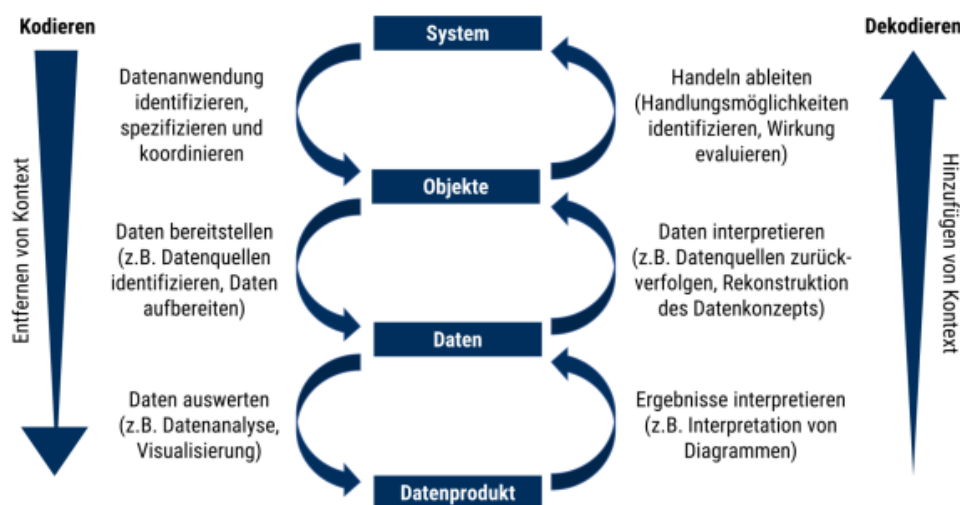 Kodieren
System
Dekodieren
Datenanwendung
identifizieren,
spezifizieren und
koordinieren
Handeln ableiten
(Handlungsmöglichkeiten
identifizieren, Wirkung
evaluieren)
Objekte
Entfernen von Kontext
Hinzufügen von Kontext
Daten bereitstellen
(z.B. Datenquellen
identifizieren, Daten
aufbereiten)
Daten interpretieren
(z.B. Datenquellen zurück-
verfolgen, Rekonstruktion
des Datenkonzepts)
Daten
Daten auswerten
(z.B. Datenanalyse,
Visualisierung)
Ergebnisse interpretieren
(z.B. Interpretation von
Diagrammen)
Datenprodukt